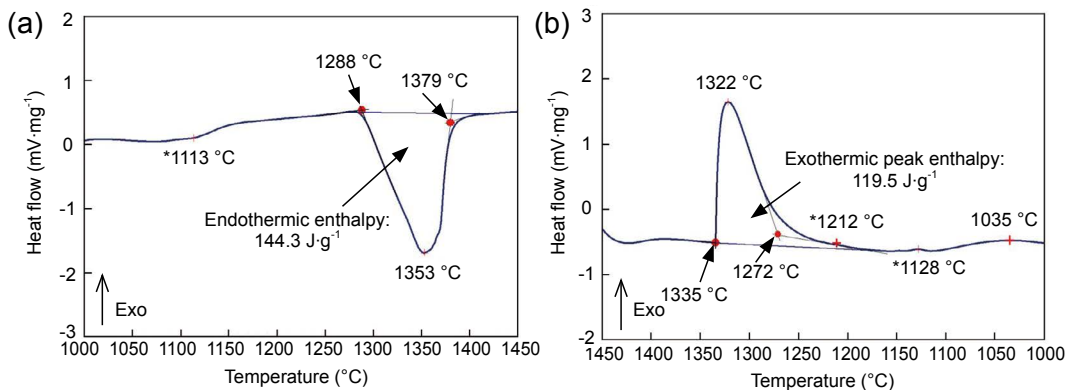 (a)
2
1
0
-1
-2
-3
Heat flow (mV·mg⁻¹)
1288 °C
1379 °C
*1113 °C
Endothermic enthalpy:
144.3 J·g⁻¹
1353 °C
Exo
1000 1050 1100 1150 1200 1250 1300 1350 1400 1450
Temperature (°C)
(b)
3
2
1
0
-1
-2
Heat flow (mV·mg⁻¹)
1322 °C
Exothermic peak enthalpy:
119.5 J·g⁻¹
*1212 °C
1035 °C
1272 °C
*1128 °C
1335 °C
Exo
1450 1400 1350 1300 1250 1200 1150 1100 1050 1000
Temperature (°C)